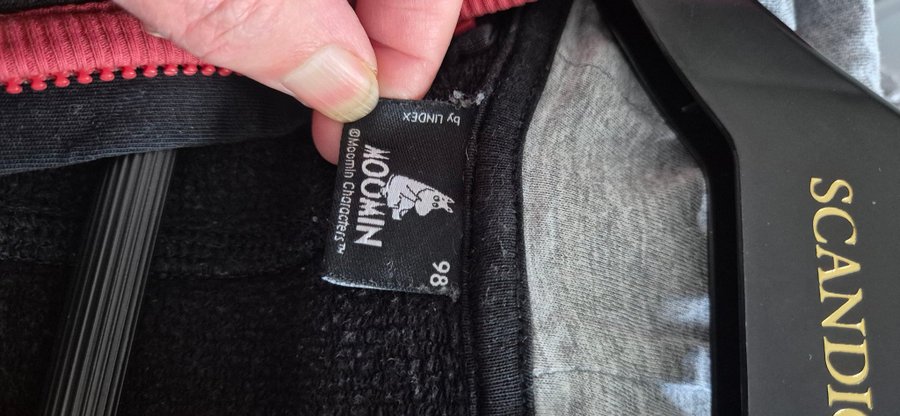 by LINDEX
MOOMIN
©Moomin Characters™
98
SCANDI